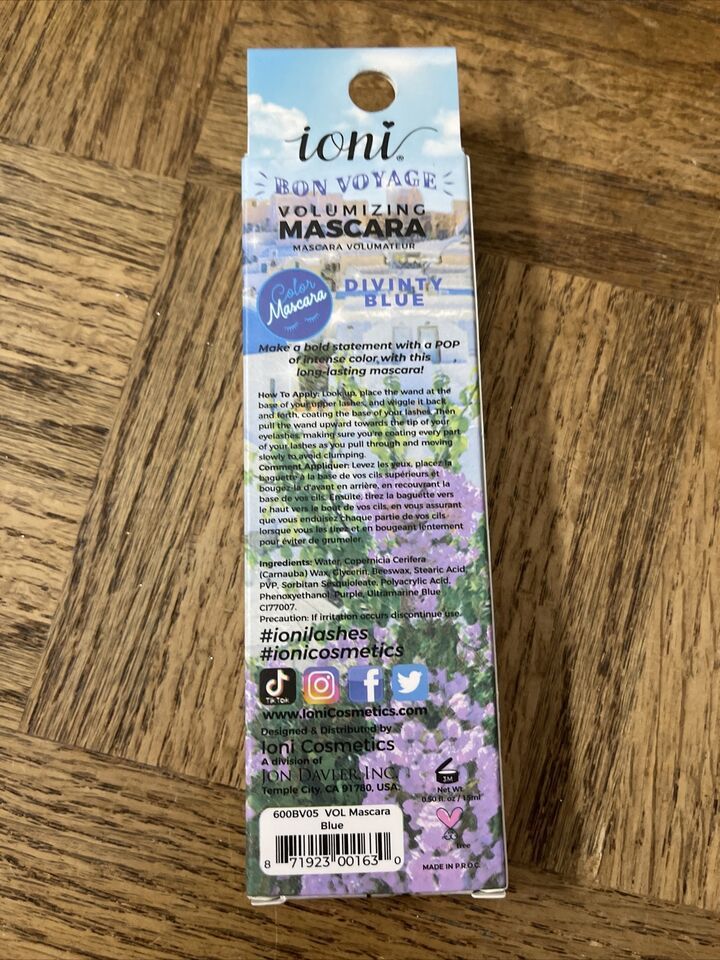 ioni®
BON VOYAGE
VOLUMIZING
MASCARA
MASCARA VOLUMATEUR
Color
Mascara
DIVINTY
BLUE
Make a bold statement with a POP
of intense color with this
long-lasting mascara!
How To Apply: Look up, place the wand at the
base of your upper lashes, and wiggle it back
and forth, coating the base of your lashes. Then
pull the wand upward towards the tip of your
eyelashes, making sure you're coating every part
of your lashes as you pull through and moving
slowly to avoid clumping.
Comment Appliquer: Levez les yeux, placez la
baguette à la base de vos cils supérieurs et
bougez-la d'avant en arrière, en recouvrant la
base de vos cils. Ensuite, tirez la baguette vers
le haut vers le bout de vos cils, en vous assurant
que vous enduisez chaque partie de vos cils
lorsque vous les tirez et en bougeant lentement
pour éviter de grumeler.
Ingredients: Water, Copernicia Cerifera
(Carnauba) Wax, Glycerin, Beeswax, Stearic Acid,
PVP, Sorbitan Sesquioleate, Polyacrylic Acid,
Phenoxyethanol, Purple, Ultramarine Blue
CI77007.
Precaution: If irritation occurs discontinue use.
#ionilashes
#ionicosmetics
TikTok
www.IoniCosmetics.com
Designed & Distributed by
Ioni Cosmetics
A division of
JON DAVLER, INC.
Temple City, CA 91780, USA.
3M
Net Wt
0.50 fl. oz / 15ml
free
600BV05 VOL Mascara
Blue
8 71923 00163 0
MADE IN P.R.O.C.